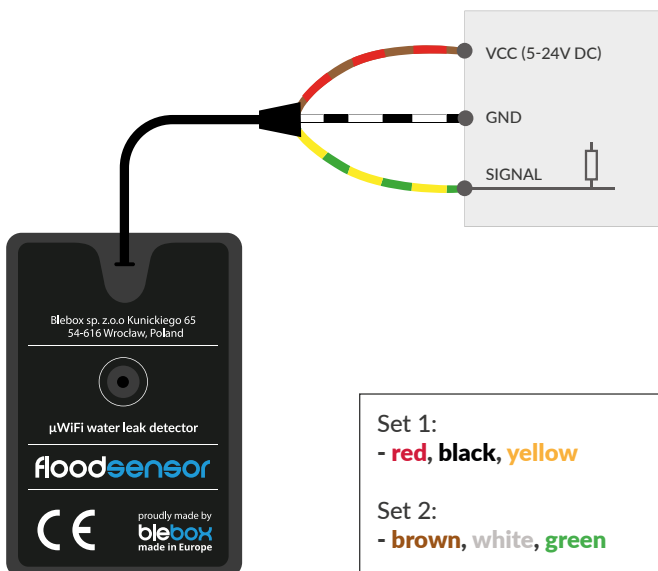 VCC (5-24V DC)
GND
SIGNAL
Blebox sp. z.o.o Kunickiego 65
54-616 Wrocław, Poland
µWiFi water leak detector
floodsensor
CE
proudly made by
blebox
made in Europe
Set 1:
- red, black, yellow
Set 2:
- brown, white, green